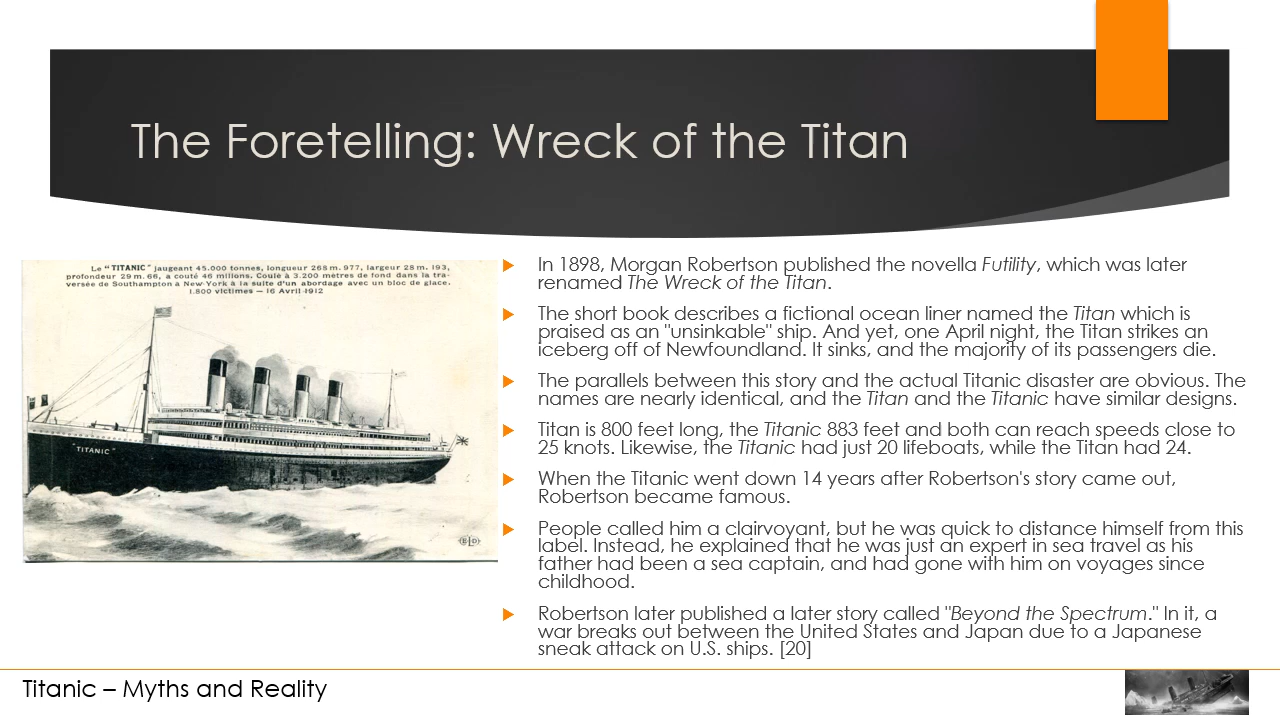 The Foretelling: Wreck of the Titan
Le "TITANIC" jaugeant 45.000 tonnes, longueur 268 m. 977, largeur 28 m. 193,
profondeur 29 m. 66, a couté 46 millons. Coulé à 3.200 mètres de fond dans la tra-
versée de Southampton à New-York à la suite d'un abordage avec un bloc de glace.
1.800 victimes — 16 Avril 1912
"TITANIC"
ELD
In 1898, Morgan Robertson published the novella Futility, which was later
renamed The Wreck of the Titan.
The short book describes a fictional ocean liner named the Titan which is
praised as an "unsinkable" ship. And yet, one April night, the Titan strikes an
iceberg off of Newfoundland. It sinks, and the majority of its passengers die.
The parallels between this story and the actual Titanic disaster are obvious. The
names are nearly identical, and the Titan and the Titanic have similar designs.
Titan is 800 feet long, the Titanic 883 feet and both can reach speeds close to
25 knots. Likewise, the Titanic had just 20 lifeboats, while the Titan had 24.
When the Titanic went down 14 years after Robertson's story came out,
Robertson became famous.
People called him a clairvoyant, but he was quick to distance himself from this
label. Instead, he explained that he was just an expert in sea travel as his
father had been a sea captain, and had gone with him on voyages since
childhood.
Robertson later published a later story called "Beyond the Spectrum." In it, a
war breaks out between the United States and Japan due to a Japanese
sneak attack on U.S. ships. [20]
Titanic – Myths and Reality